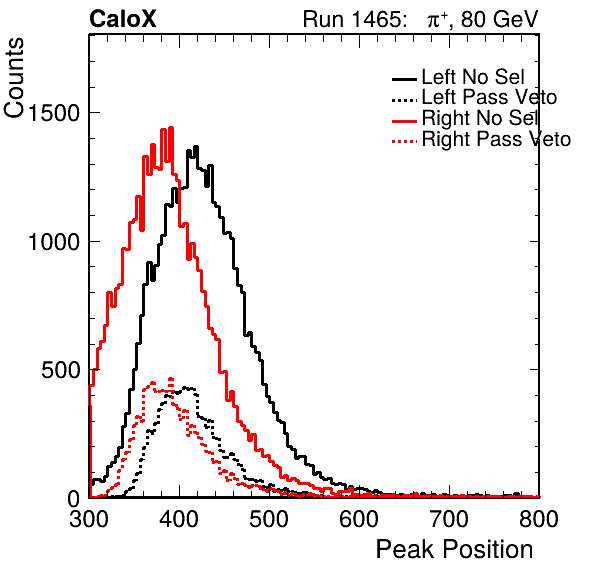 CaloX Run 1465: π⁺, 80 GeV
Counts
Left No Sel
Left Pass Veto
Right No Sel
Right Pass Veto
1500
1000
500
0
300 400 500 600 700 800
Peak Position